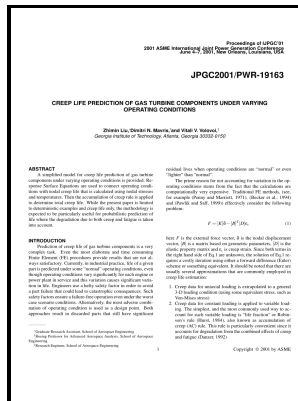 Proceedings of IJPGC'01
2001 ASME International Joint Power Generation Conference
June 4–7, 2001, New Orleans, Louisiana, USA
JPGC2001/PWR-19163
CREEP LIFE PREDICTION OF GAS TURBINE COMPONENTS UNDER VARYING
OPERATING CONDITIONS
Zhimin Liu, Dimitri N. Mavris, and Vitali V. Volovoi,
Georgia Institute of Technology, Atlanta, Georgia 30332-0150
ABSTRACT
A simplified model for creep life prediction of gas turbine
components under varying operating conditions is provided. Re-
sponse Surface Equations are used to connect operating condi-
tions with nodal creep life that is calculated using nodal stresses
and temperatures. Then the accumulation of creep rule is applied
to determine total creep life. While the present paper is limited
to deterministic examples and creep life only, the methodology is
expected to be particularly useful for probabilistic predictions of
life where the degradation due to both creep and fatigue is taken
into account.
INTRODUCTION
Prediction of creep life of gas turbine components is a very
complex task. Even the most elaborate and time consuming
Finite Element (FE) procedures provide results that are not al-
ways satisfactory. Currently, in industrial practice, life of a given
part is predicted under some "normal" operating conditions, even
though operating conditions vary significantly for each engine or
power plant in service and this variation causes significant varia-
tion in life. Engineers use a safety factor in order to avoid
a part failure that could lead to catastrophic consequences. Such
safety factors ensure a failure-free operation even under the worst
case scenario conditions. Alternatively, the most adverse com-
bination of operating conditions is used as a design point. Both
approaches result in discarded parts that still have significant
Graduate Research Assistant, School of Aerospace Engineering
Boeing Professor for Advanced Aerospace Analysis, School of Aerospace
Engineering
Research Engineer, School of Aerospace Engineering
residual lives when operating conditions are "normal" or even
"lighter" than "normal".
The prime reason for not accounting for variation in the op-
erating conditions stems from the fact that the calculations are
computationally very expensive. Traditional FE methods, (see,
for example (Penny and Marriott, 1971), (Becker et al., 1994)
and (Pawlik and Saff, 1999)) effectively consider the following
problem:
(1)
here F is the external force vector, δ is the nodal displacement
vector, [B] is a matrix based on geometric parameters, [D] is the
elastic property matrix and εc is creep strain. Since both terms in
the right hand side of Eq.1 are unknown, the solution of Eq.1 re-
quires a costly iteration using either a forward difference (Euler)
scheme or something equivalent. It should be noted that there are
usually several approximations that are commonly employed in
creep life estimation:
1. Creep data for uniaxial loading is extrapolated to a general
3-D loading condition (using some equivalent stress, such as
Von-Mises stress)
2. Creep data for constant loading is applied to variable load-
ing. The simplest, and the most commonly used way to ac-
count for such variable loading is "life fraction" or Robin-
son's rule (Hurst, 1984), also known as accumulation of
creep (AC) rule. This rule is particularly convenient since it
accounts for degradation from the combined effects of creep
and fatigue (Danzer, 1992)
Copyright © 2001 by ASME